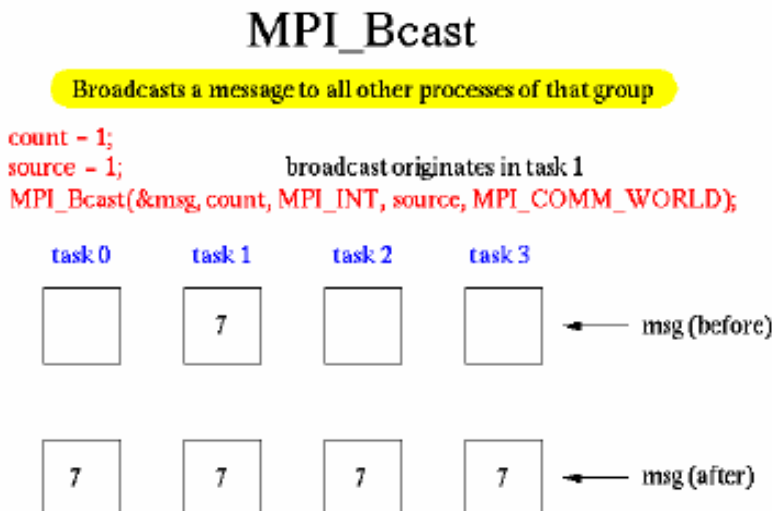 MPI_Bcast
Broadcasts a message to all other processes of that group
count = 1;
source = 1; broadcast originates in task 1
MPI_Bcast(&msg, count, MPI_INT, source, MPI_COMM_WORLD);
task 0 task 1 task 2 task 3
7 msg (before)
7 7 7 7 msg (after)